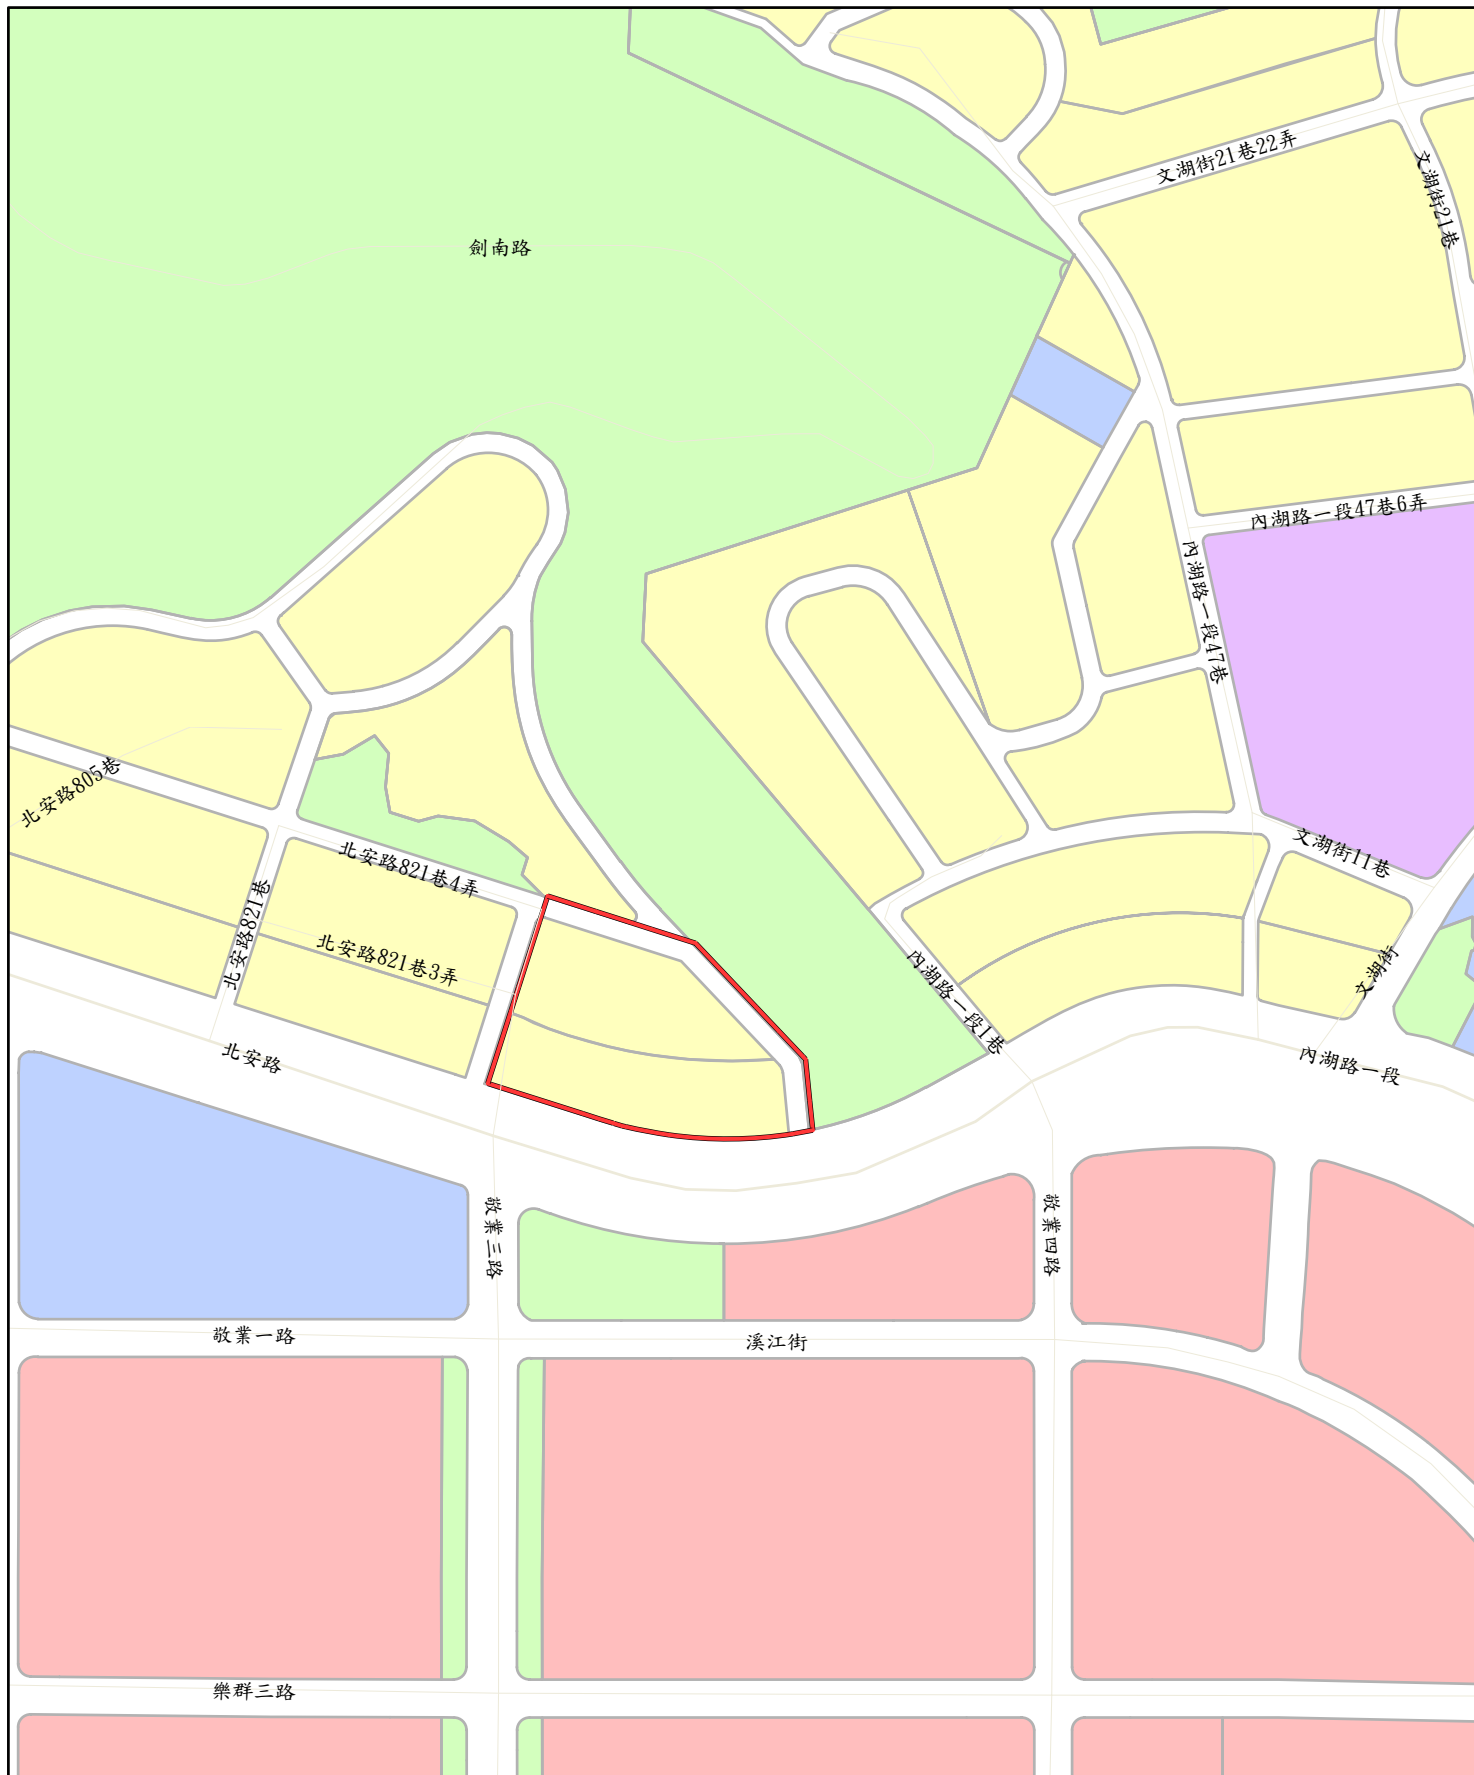 文湖街21巷22弄
文湖街21巷
劍南路
內湖路一段47巷6弄
內湖路一段47巷
北安路805巷
北安路821巷4弄
文湖街11巷
北安路821巷
北安路821巷3弄
內湖路一段1巷
文湖街
北安路
內湖路一段
敬業三路
敬業四路
敬業一路
溪江街
樂群三路